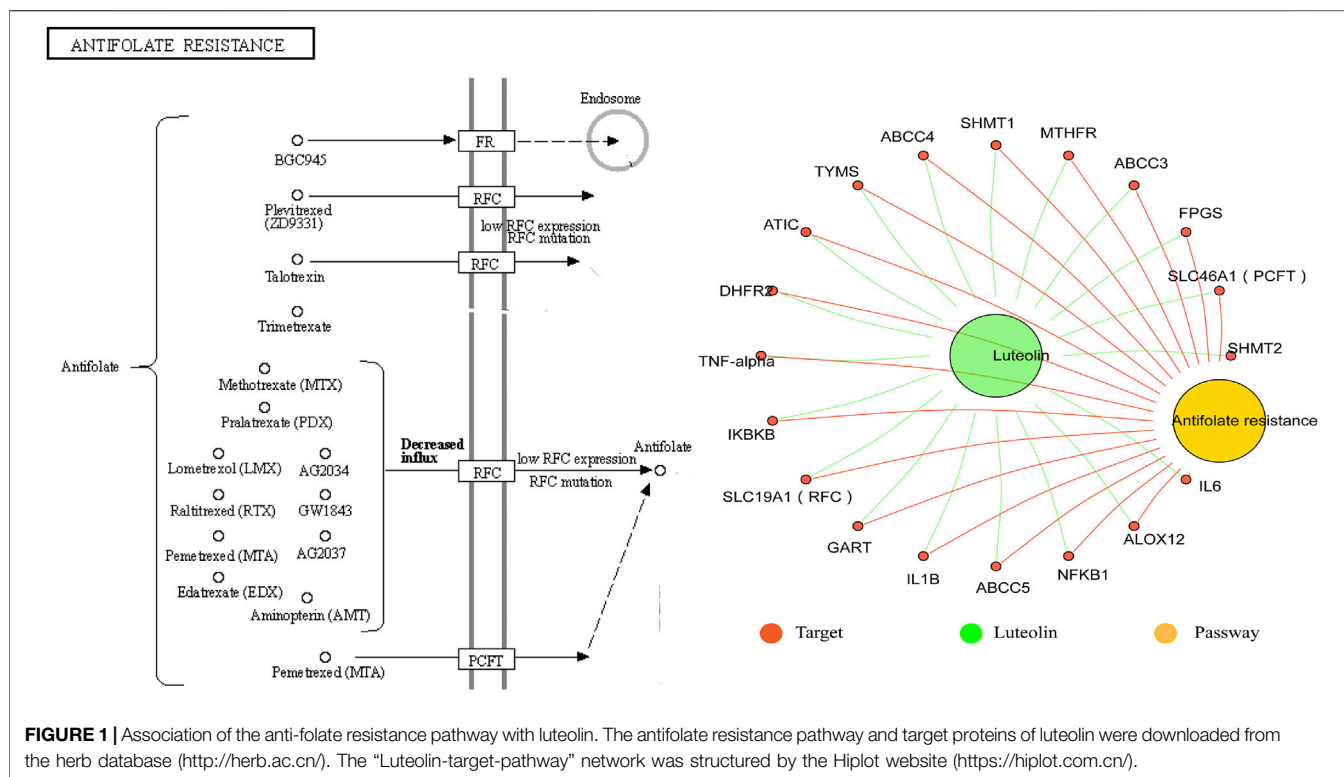 ANTIFOLATE RESISTANCE
Endosome
BGC945
FR
Plevitrexed
(ZD9331)
RFC
low RFC expression
RFC mutation
Talotrexin
RFC
Trimetrexate
Antifolate
Methotrexate (MTX)
Pralatrexate (PDX)
Lometrexol (LMX)
AG2034
Raltitrexed (RTX)
GW1843
Pemetrexed (MTA)
AG2037
Edatrexate (EDX)
Aminopterin (AMT)
Decreased
influx
RFC
low RFC expression
RFC mutation
Antifolate
Pemetrexed (MTA)
PCFT
SHMT1
MTHFR
ABCC4
ABCC3
TYMS
FPGS
ATIC
SLC46A1 ( PCFT )
DHFR2
SHMT2
Luteolin
TNF-alpha
Antifolate resistance
IKBKB
IL6
SLC19A1 ( RFC )
ALOX12
GART
NFKB1
IL1B
ABCC5
Target
Luteolin
Passway
FIGURE 1 | Association of the anti-folate resistance pathway with luteolin. The antifolate resistance pathway and target proteins of luteolin were downloaded from
the herb database (http://herb.ac.cn/). The “Luteolin-target-pathway” network was structured by the Hiplot website (https://hiplot.com.cn/).